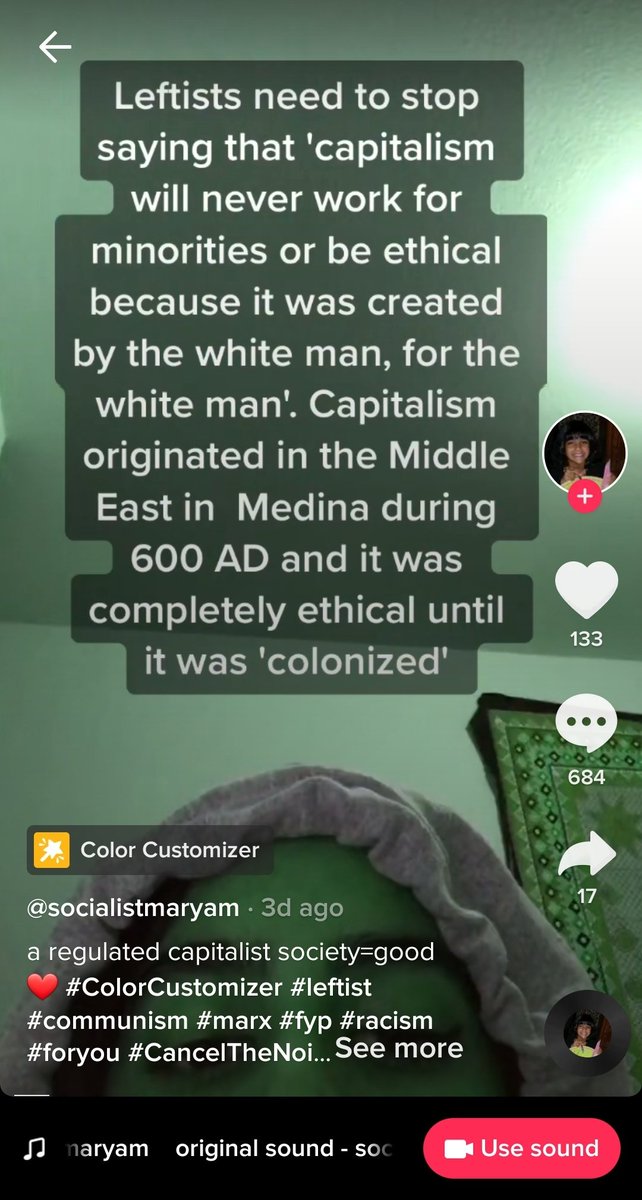 Leftists need to stop
saying that 'capitalism
will never work for
minorities or be ethical
because it was created
by the white man, for the
white man'. Capitalism
originated in the Middle
East in  Medina during
600 AD and it was
completely ethical until
it was 'colonized'
133
684
17
Color Customizer
@socialistmaryam · 3d ago
a regulated capitalist society=good
❤️ #ColorCustomizer #leftist
#communism #marx #fyp #racism
#foryou #CancelTheNoi... See more
maryam original sound - soc
Use sound